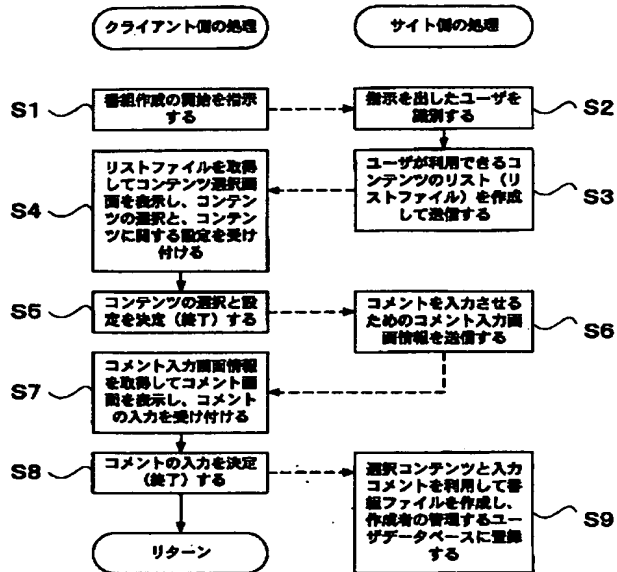 クライアント側の処理
サイト側の処理
S1
番組作成の開始を指示
する
指示を出したユーザを
識別する
S2
S4
リストファイルを取得
してコンテンツ選択画
面を表示し、コンテン
ツの選択と、コンテン
ツに関する設定を受け
付ける
ユーザが利用できるコ
ンテンツのリスト（リ
ストファイル）を作成
して送信する
S3
S5
コンテンツの選択と設
定を決定（終了）する
コメントを入力させる
ためのコメント入力画
面情報を送信する
S6
S7
コメント入力画面情報
を取得してコメント画
面を表示し、コメント
の入力を受け付ける
S8
コメントの入力を決定
（終了）する
選択コンテンツと入力
コメントを利用して番
組ファイルを作成し、
作成者の管理するユー
ザデータベースに登録
する
S9
リターン